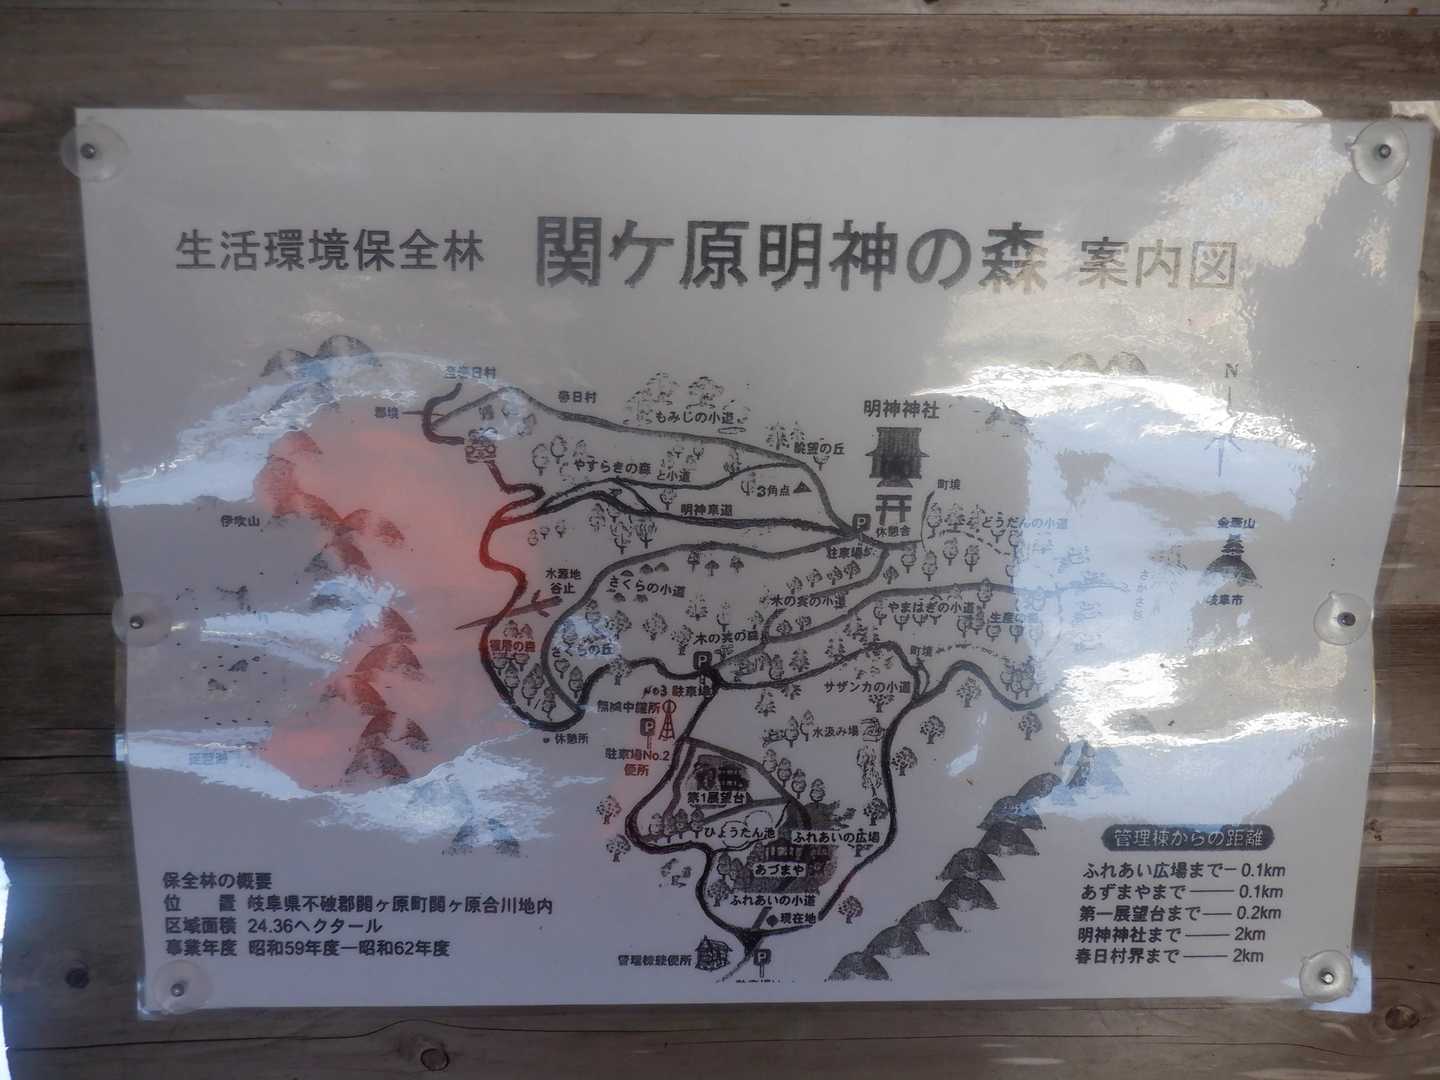 生活環境保全林 関ケ原明神の森 案内図
至春日村
郡境
春日村
もみじの小道
明神神社
N
眺望の丘
やすらぎの森
と小道
3角点
町境
明神車道
P
休憩舎
どうだんの小道
伊吹山
金華山
岐阜市
水源地
谷止
さくらの小道
木の実の小道
やまはぎの小道
木の実の森
さくらの丘
P
町境
No3 駐車場
サザンカの小道
無線中継所
P
水汲み場
休憩所
駐車場No.2
便所
第1展望台
ひょうたん池
ふれあいの広場
あづまや
ふれあいの小道
現在地
管理棟便所
P
管理棟からの距離
ふれあい広場まで─0.1km
あずまやまで──0.1km
第一展望台まで──0.2km
明神神社まで──2km
春日村界まで──2km
保全林の概要
位 置 岐阜県不破郡関ヶ原町関ヶ原合川地内
区域面積 24.36ヘクタール
事業年度 昭和59年度―昭和62年度